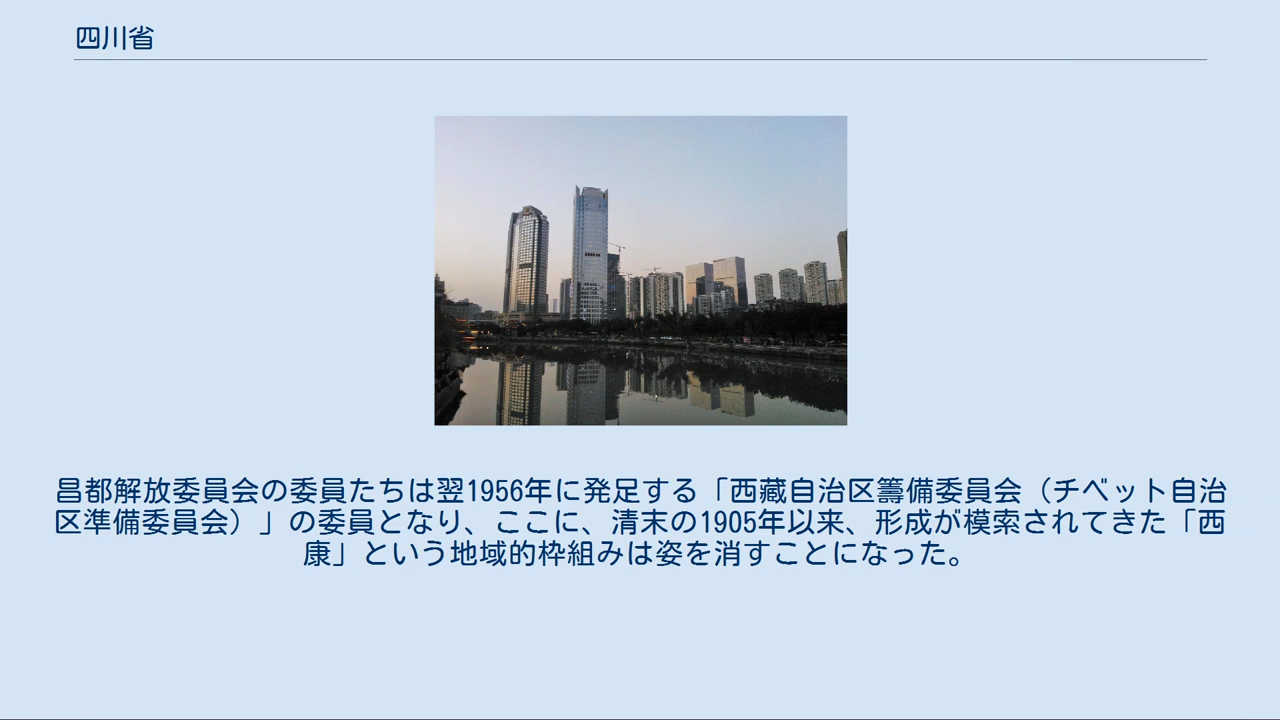 四川省
昌都解放委員会の委員たちは翌1956年に発足する「西藏自治区籌備委員会（チベット自治
区準備委員会）」の委員となり、ここに、清末の1905年以来、形成が模索されてきた「西
康」という地域的枠組みは姿を消すことになった。